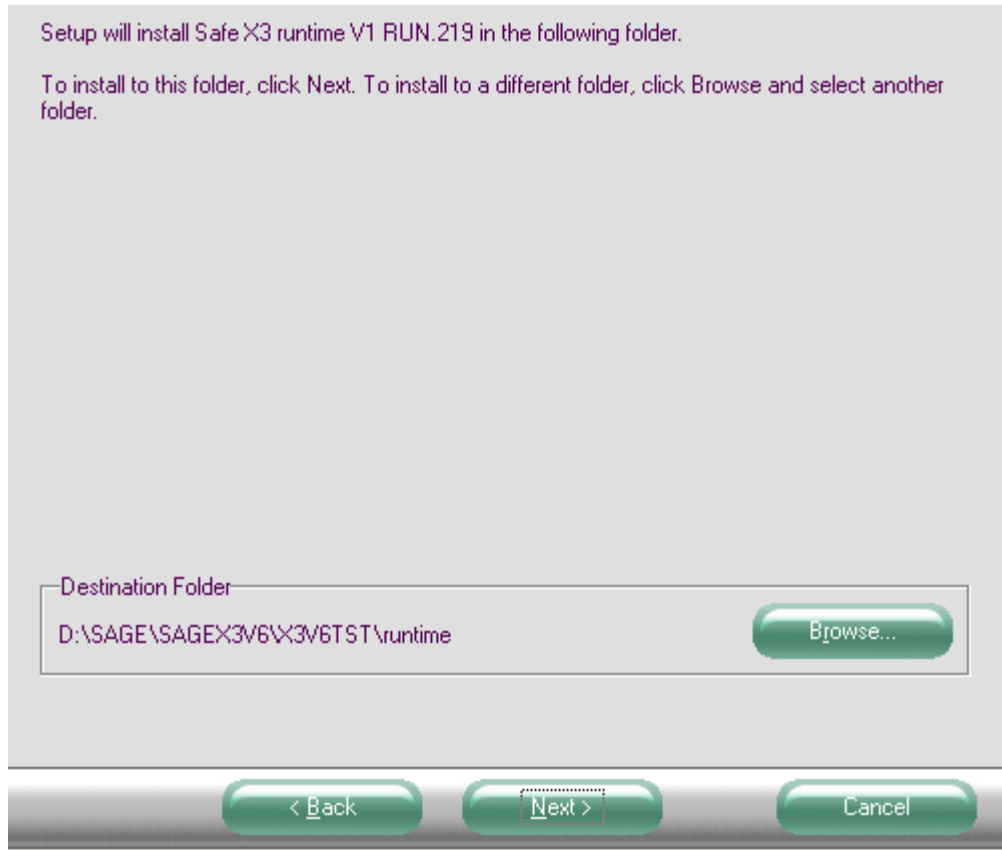 Setup will install Safe X3 runtime V1 RUN.219 in the following folder.
To install to this folder, click Next. To install to a different folder, click Browse and select another
folder.
Destination Folder
D:\SAGE\SAGEX3V6\X3V6TST\runtime
Browse...
< Back
Next >
Cancel